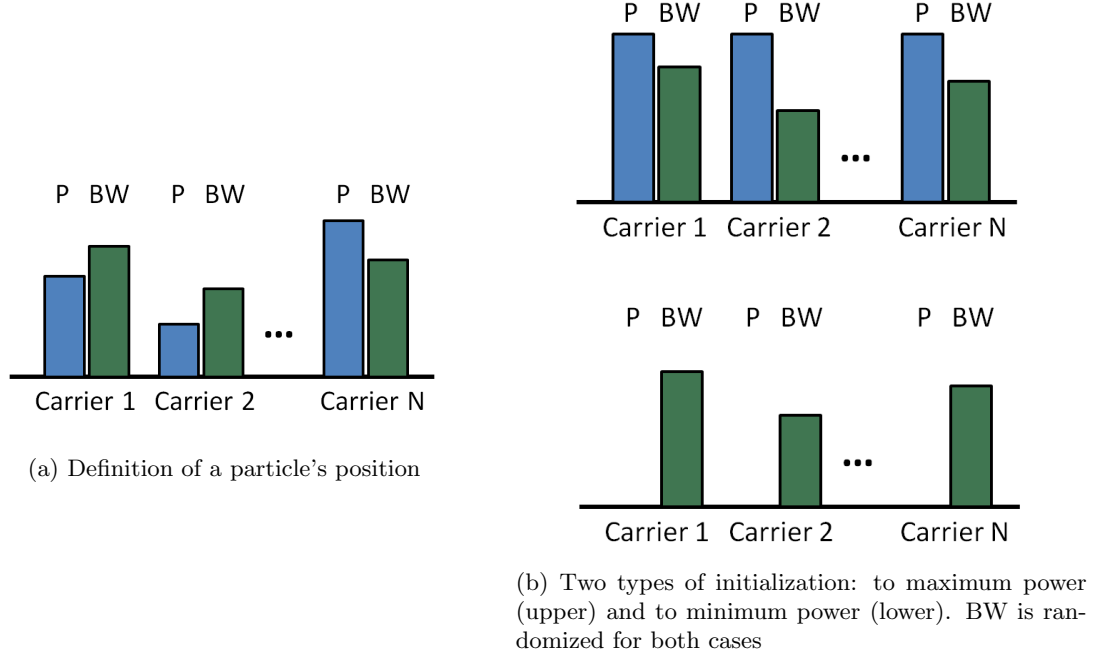 P BW P BW P BW
Carrier 1 Carrier 2 ... Carrier N
(a) Definition of a particle's position
P BW P BW P BW
...
Carrier 1 Carrier 2 Carrier N
P BW P BW P BW
...
Carrier 1 Carrier 2 Carrier N
(b) Two types of initialization: to maximum power
(upper) and to minimum power (lower). BW is ran-
domized for both cases